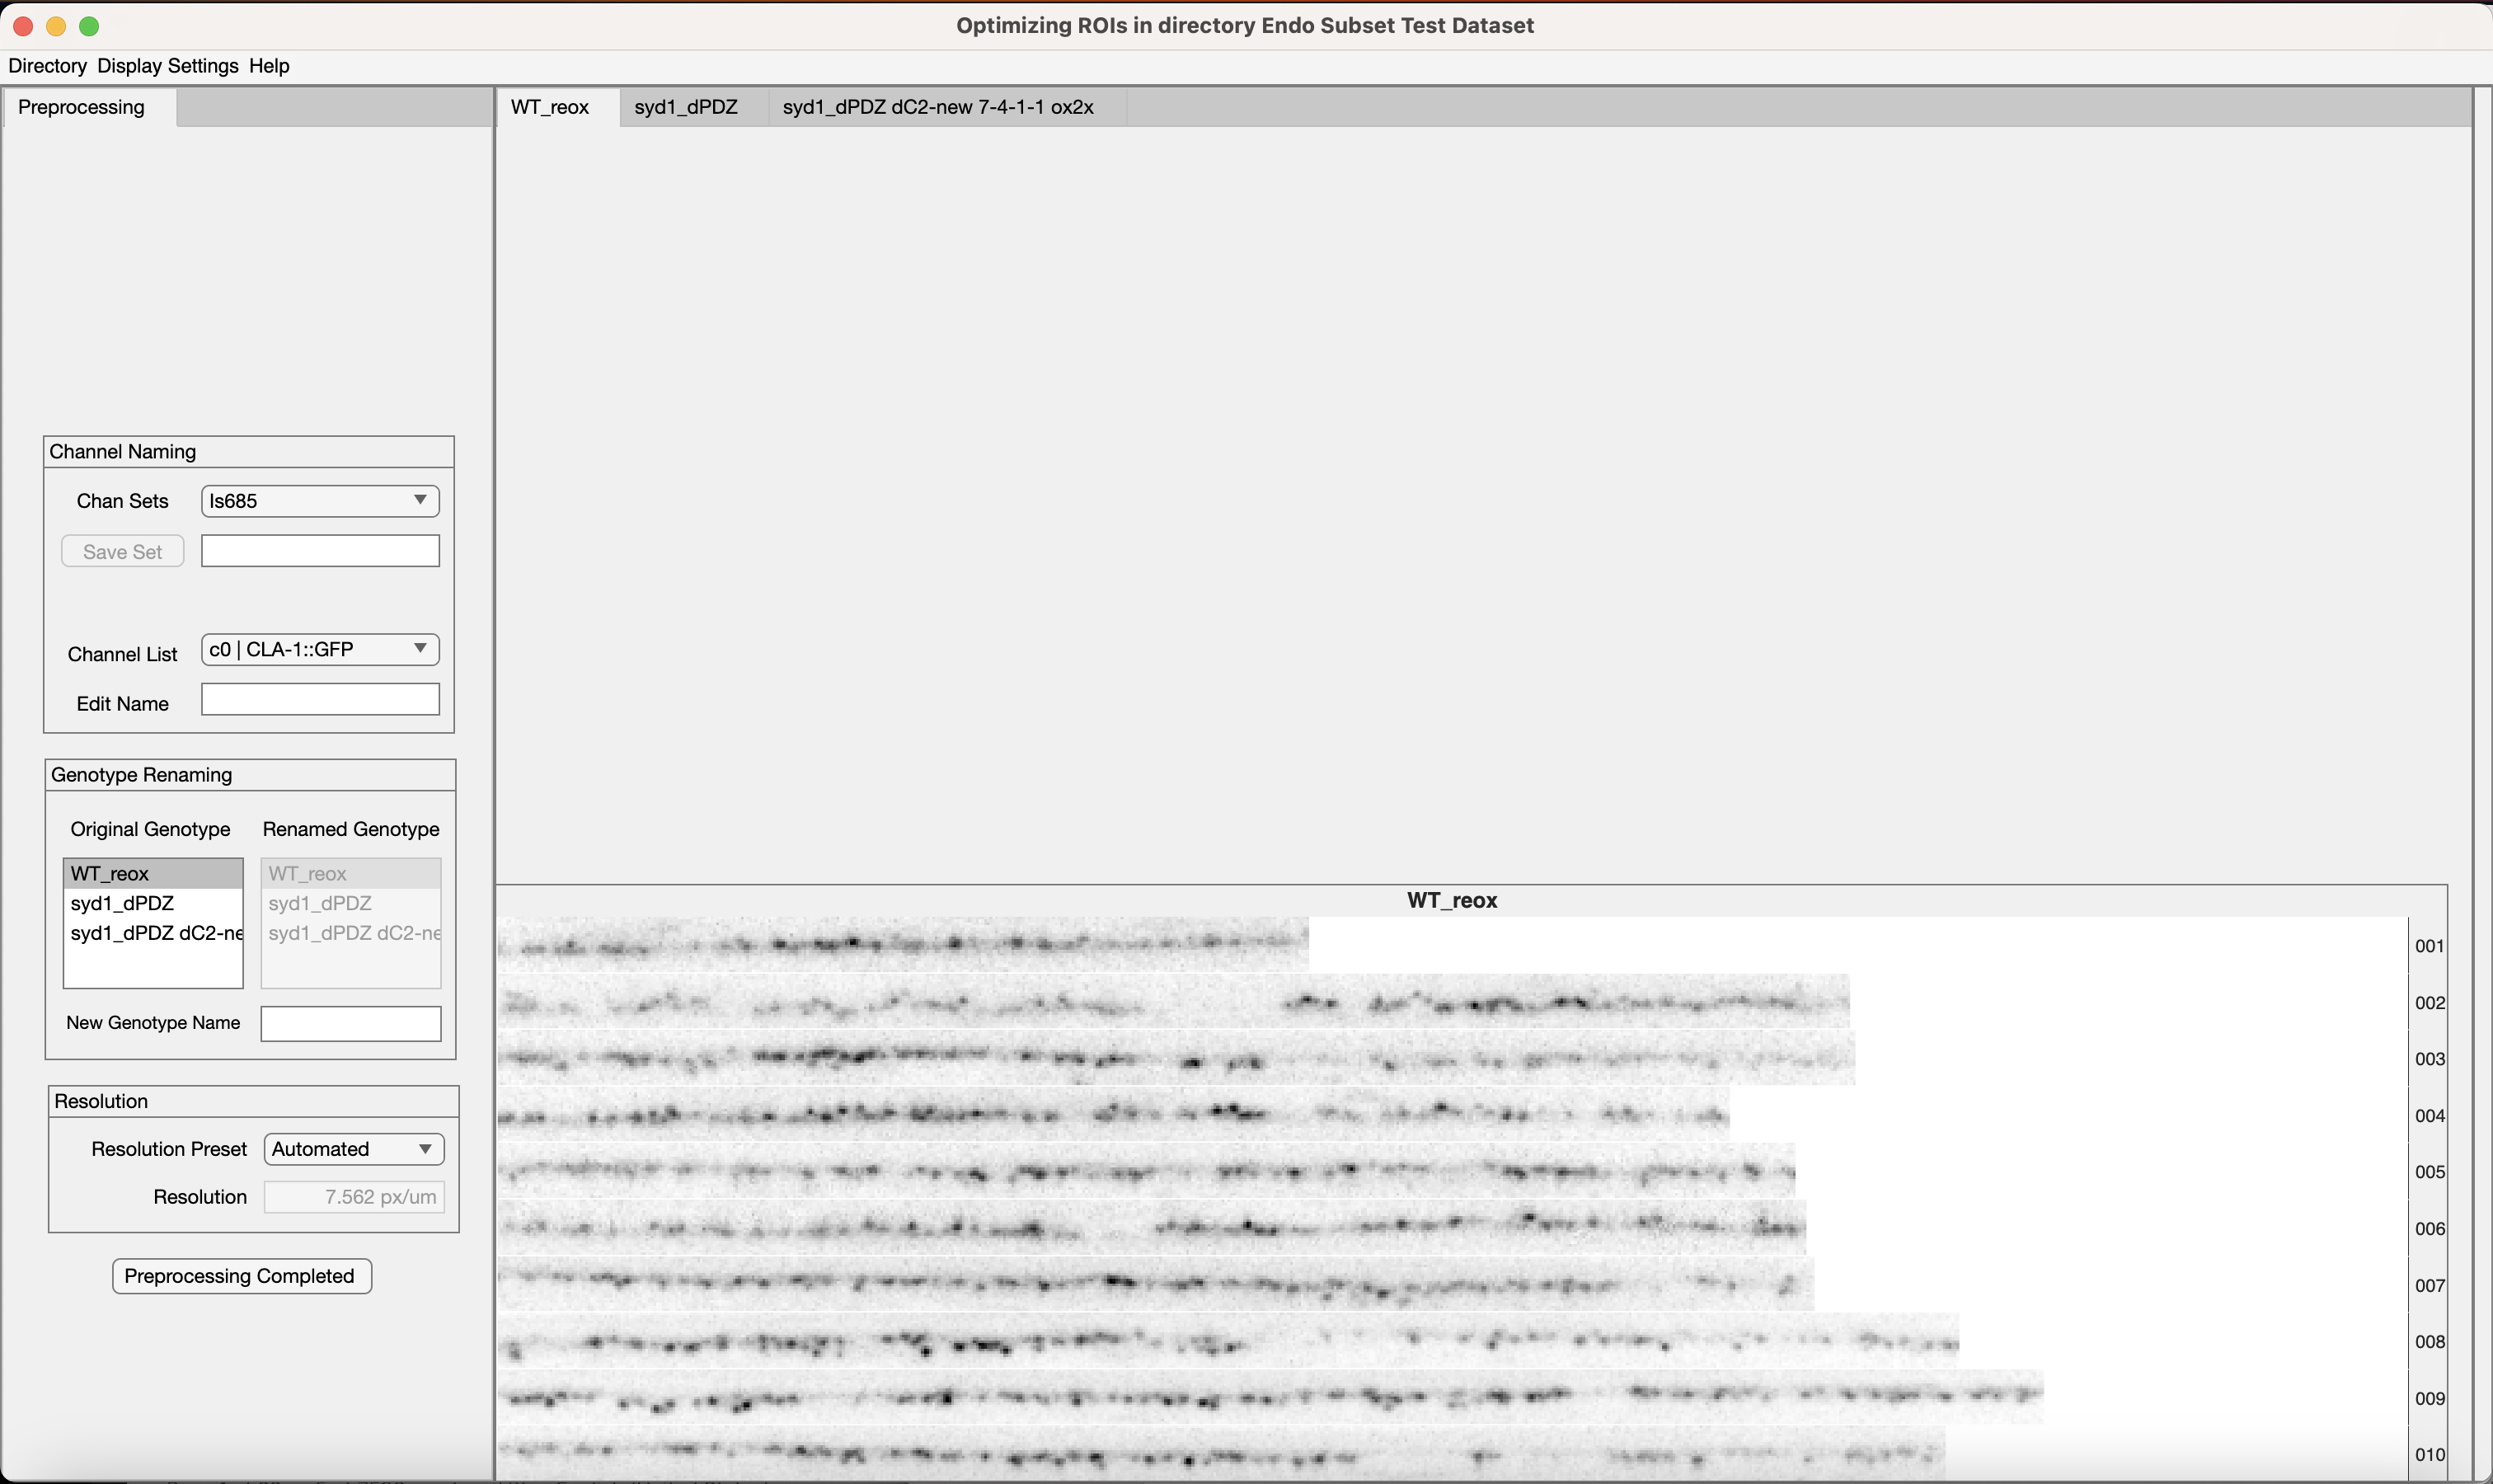 Optimizing ROIs in directory Endo Subset Test Dataset
Directory Display Settings Help
Preprocessing
WT_reox syd1_dPDZ syd1_dPDZ dC2-new 7-4-1-1 ox2x
Channel Naming
Chan Sets Is685
Save Set
Channel List c0 | CLA-1::GFP
Edit Name
Genotype Renaming
Original Genotype Renamed Genotype
WT_reox WT_reox
syd1_dPDZ syd1_dPDZ
syd1_dPDZ dC2-ne syd1_dPDZ dC2-ne
New Genotype Name
Resolution
Resolution Preset Automated
Resolution 7.562 px/um
Preprocessing Completed
WT_reox
001
002
003
004
005
006
007
008
009
010